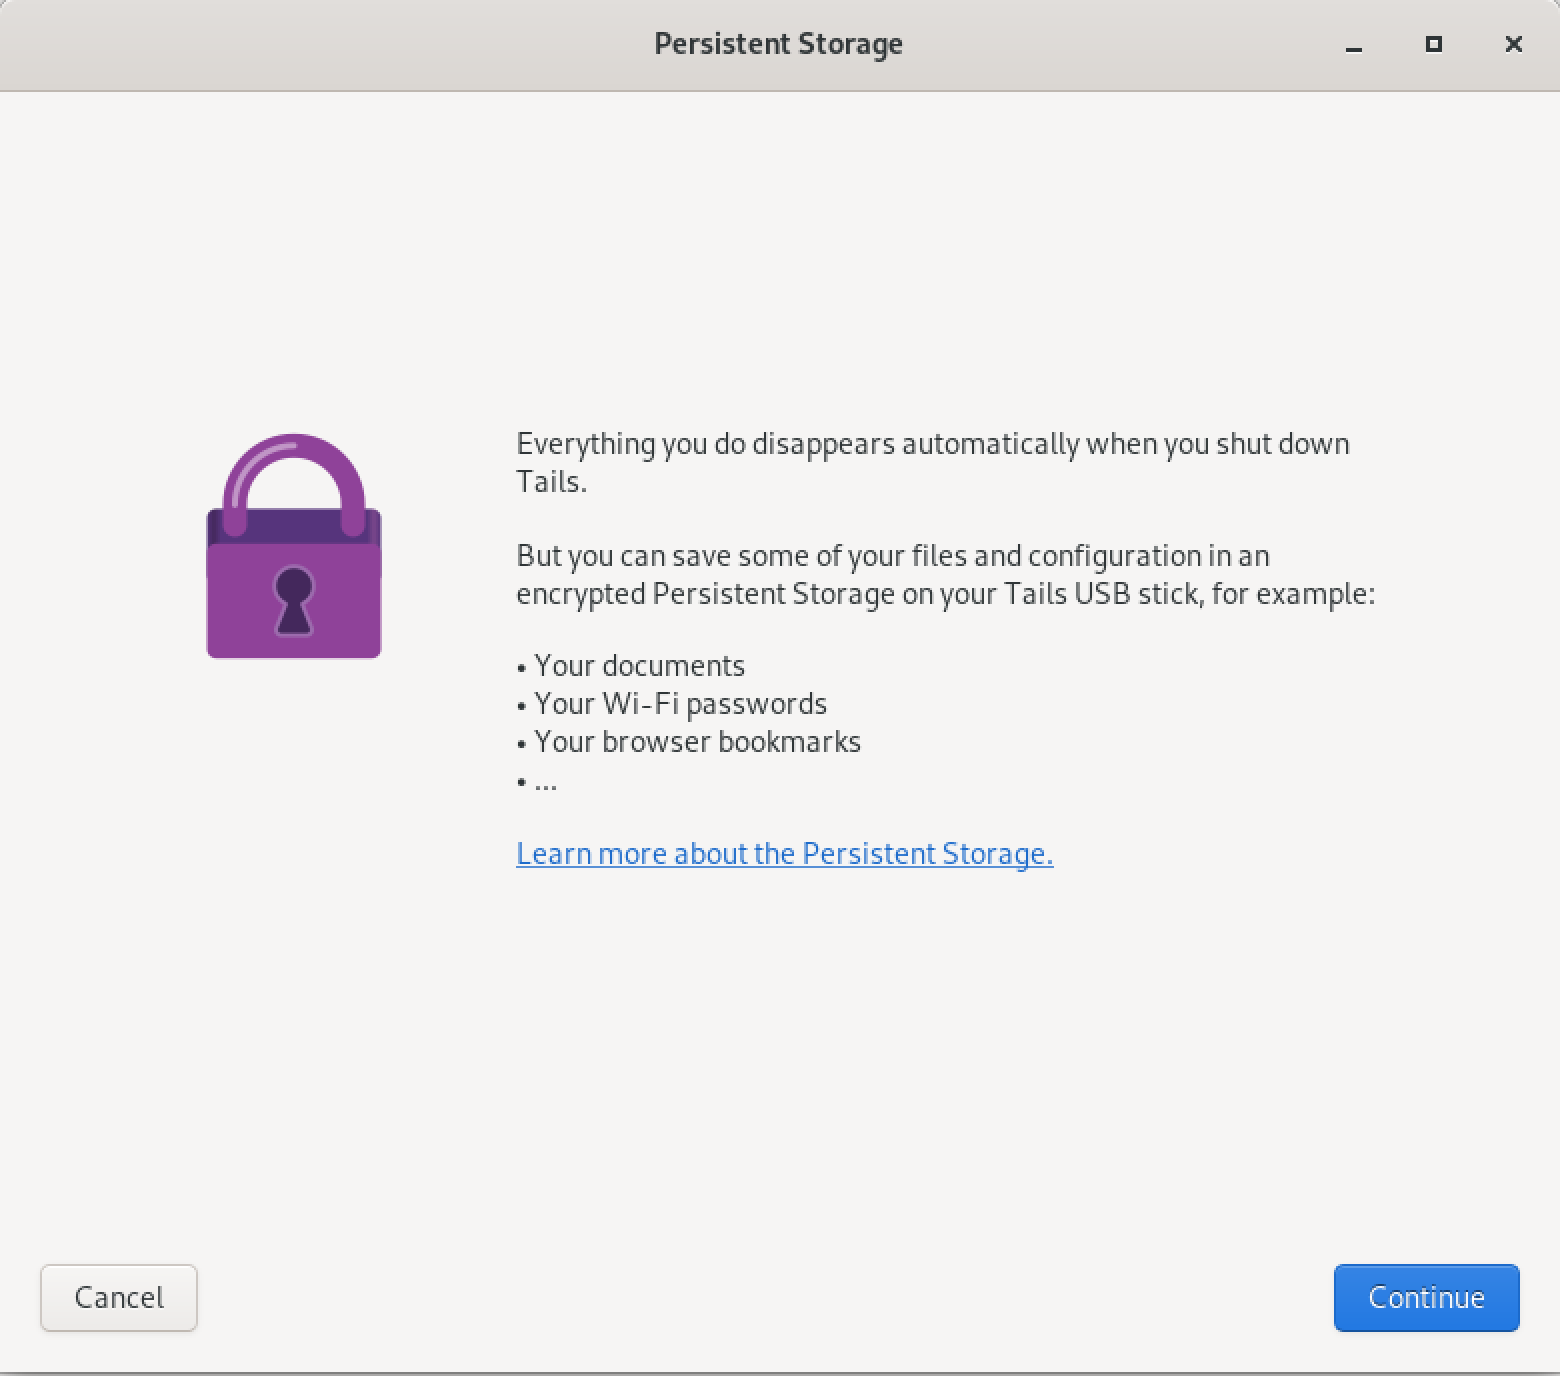 Persistent Storage
Everything you do disappears automatically when you shut down
Tails.
But you can save some of your files and configuration in an
encrypted Persistent Storage on your Tails USB stick, for example:
• Your documents
• Your Wi-Fi passwords
• Your browser bookmarks
• ...
Learn more about the Persistent Storage.
Cancel
Continue